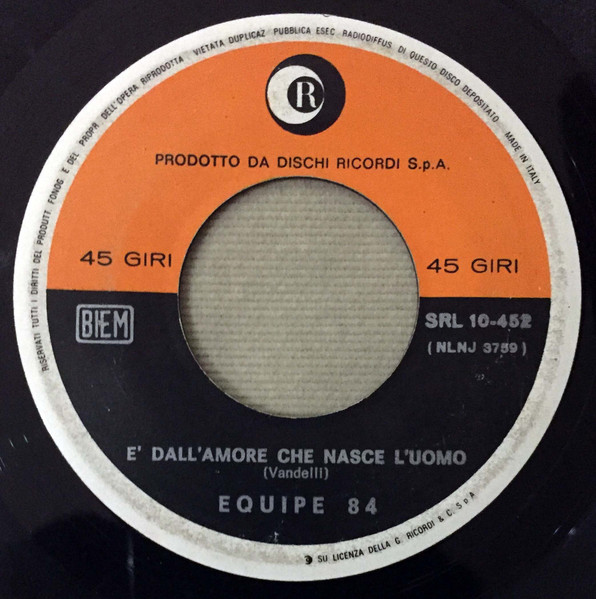 RISERVATI TUTTI I DIRITTI DEL PRODUTT FONOG E DEL PROPR DELL'OPERA RIPRODOTTA VIETATA DUPLICAZ PUBBLICA ESEC RADIODIFFUS DI QUESTO DISCO DEPOSITATO MADE IN ITALY
R
PRODOTTO DA DISCHI RICORDI S.p.A.
45 GIRI
45 GIRI
BIEM
SRL 10-452
(NLNJ 3759)
E' DALL'AMORE CHE NASCE L'UOMO
(Vandelli)
EQUIPE 84
SU LICENZA DELLA G. RICORDI & C. S p A